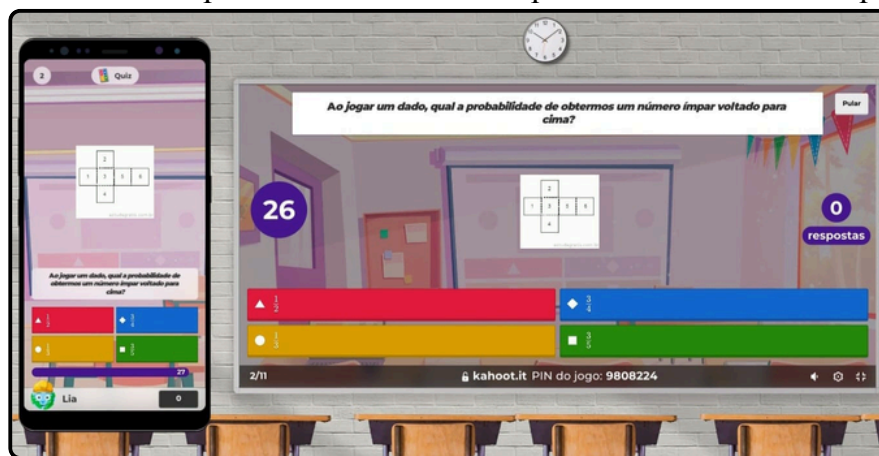 2
Quiz
2
1 3 5 6
4
Ao jogar um dado, qual a probabilidade de
obtermos um número ímpar voltado para
cima?
27
Lia
0
Ao jogar um dado, qual a probabilidade de obtermos um número ímpar voltado para
cima?
Pular
26
2
1 3 5 6
4
0
respostas
2/11
kahoot.it PIN do jogo: 9808224